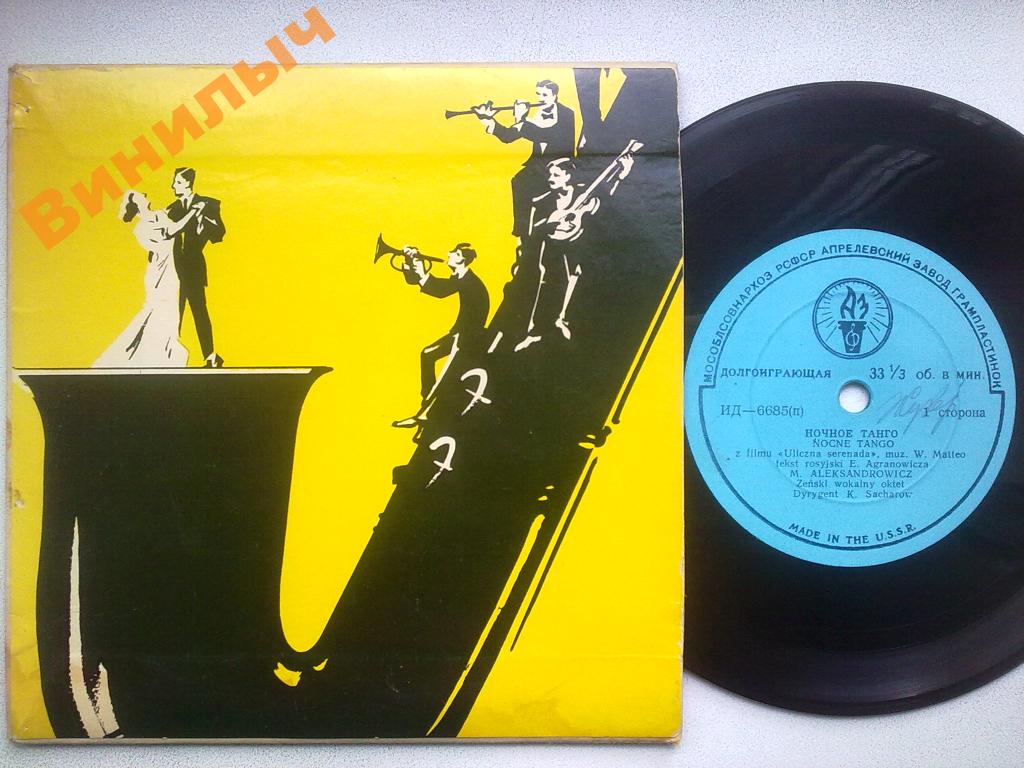 Винилыч
МОСОБЛСОВНАРХОЗ РСФСР АПРЕЛЕВСКИЙ ЗАВОД ГРАМПЛАСТИНОК
АЗ
ДОЛГОИГРАЮЩАЯ 33 1/3 об. в мин.
ИД—6685(п) 1 сторона
НОЧНОЕ ТАНГО
NOCNE TANGO
z filmu «Uliczna serenada», muz. W. Matteo
tekst rosyjski E. Agranowicza
M. ALEKSANDROWICZ
Żeński wokalny oktet
Dyrygent K. Sacharow
MADE IN THE U.S.S.R.